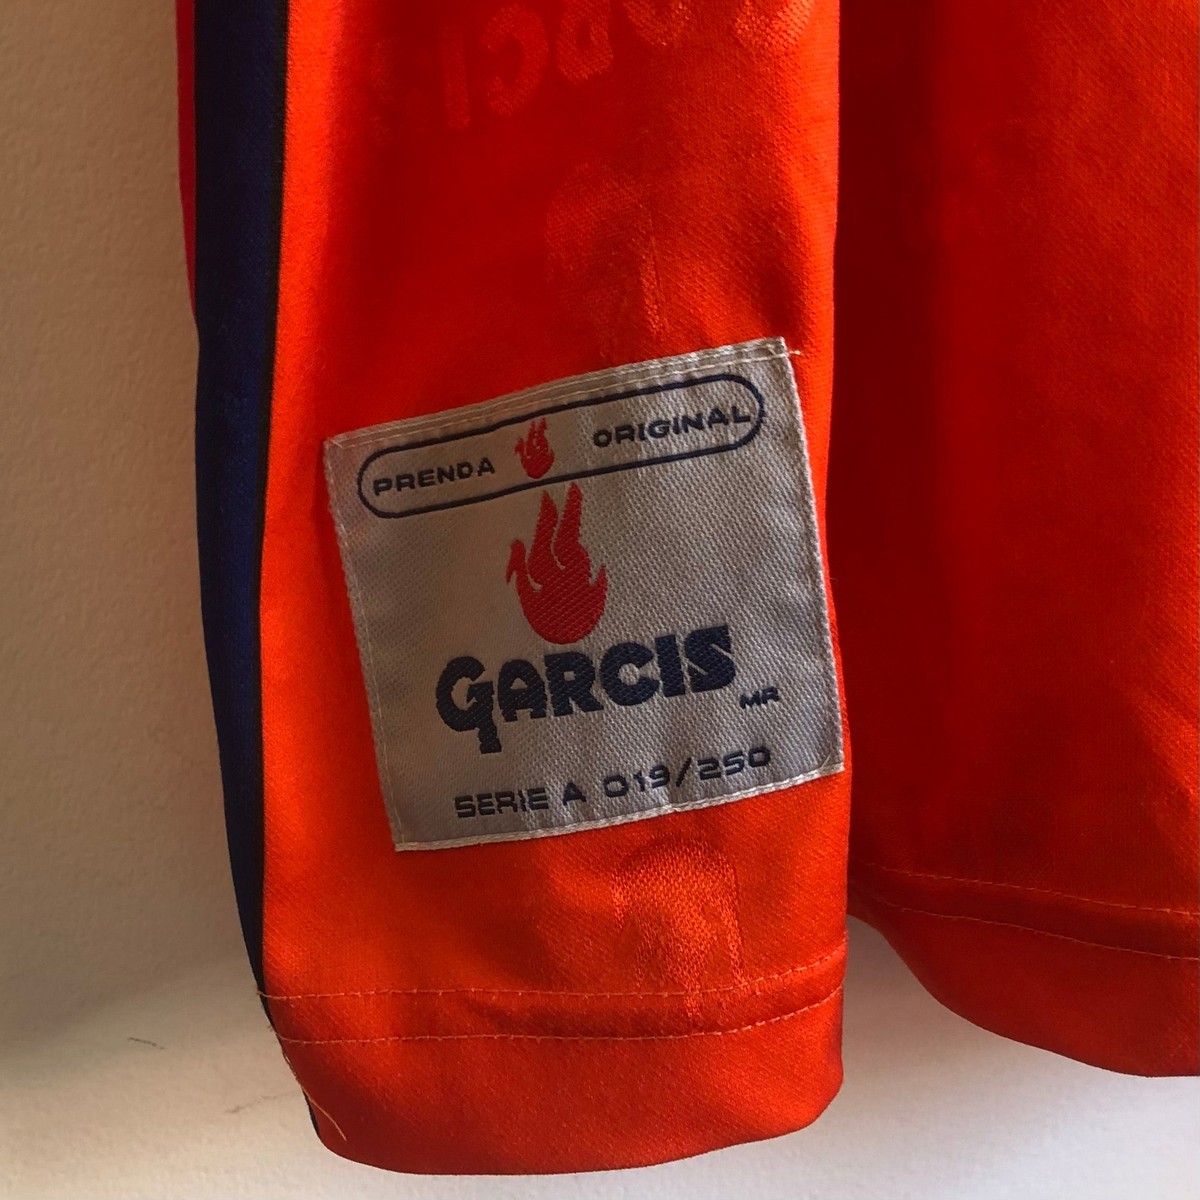 PRENDA ORIGINAL
GARCIS MR
SERIE A 019/250